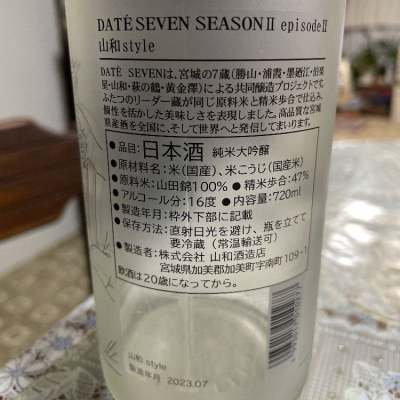 DATÉ SEVEN SEASONⅡ episodeⅡ
山和style
DATÉ SEVENは、宮城の7蔵(勝山・浦霞・墨廼江・伯楽
星・山和・萩の鶴・黄金澤)による共同醸造プロジェクトです。
ふたつのリーダー蔵が同じ原料米と精米歩合で仕込み、
個性を活かした美味しさを表現しました。高品質な宮城
県産酒を全国に、そして世界へと発信してまいります。
●品目:日本酒 純米大吟醸
●原材料名:米(国産)、米こうじ(国産米)
●原料米:山田錦100% ●精米歩合:47%
●アルコール分:16度 ●内容量:720ml
●製造年月:枠外下部に記載
●保存方法:直射日光を避け、瓶を立てて
要冷蔵(常温輸送可)
●製造者:株式会社 山和酒造店
宮城県加美郡加美町字南町109-1
飲酒は20歳になってから。
山和 style
製造年月 2023.07